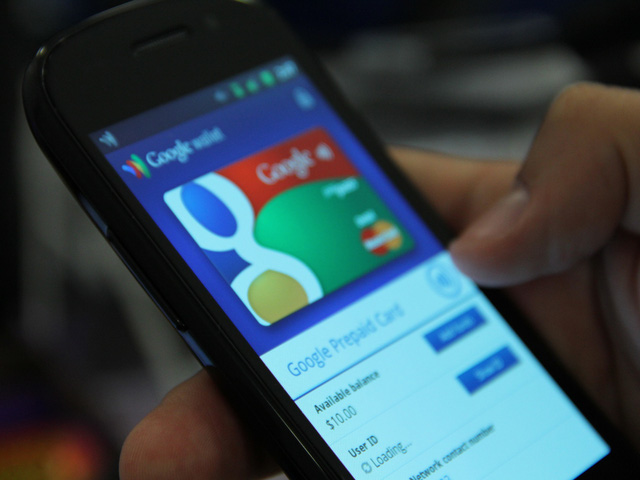 Google wallet
Google
Google Prepaid Card
Available balance
$10.00
User ID
Loading...
Network contact number